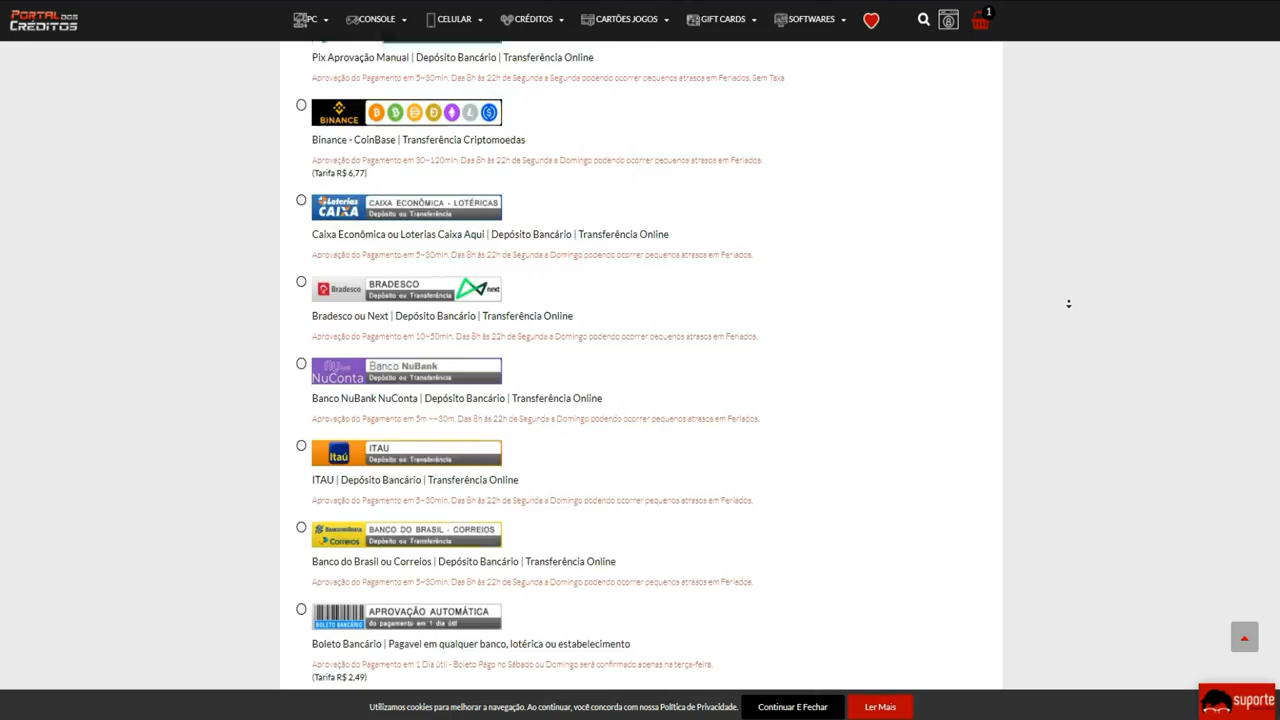 PORTAL DOS CRÉDITOS
PC
CONSOLE
CELULAR
CRÉDITOS
CARTÕES JOGOS
GIFT CARDS
SOFTWARES
1
Pix Aprovação Manual | Depósito Bancário | Transferência Online
Aprovação do Pagamento em 5~30min. Das 8h às 22h de Segunda a Segunda podendo ocorrer pequenos atrasos em Feriados. Sem Taxa
BINANCE
Binance - CoinBase | Transferência Criptomoedas
Aprovação do Pagamento em 30~120min. Das 8h às 22h de Segunda a Domingo podendo ocorrer pequenos atrasos em Feriados.
(Tarifa R$ 6,77)
Loterias CAIXA
CAIXA ECONÔMICA - LOTÉRICAS
Depósito ou Transferência
Caixa Econômica ou Loterias Caixa Aqui | Depósito Bancário | Transferência Online
Aprovação do Pagamento em 5~30min. Das 8h às 22h de Segunda a Domingo podendo ocorrer pequenos atrasos em Feriados.
Bradesco
BRADESCO
Depósito ou Transferência
next
Bradesco ou Next | Depósito Bancário | Transferência Online
Aprovação do Pagamento em 10~50min. Das 8h às 22h de Segunda a Domingo podendo ocorrer pequenos atrasos em Feriados.
NuConta
Banco NuBank
Depósito ou Transferência
Banco NuBank NuConta | Depósito Bancário | Transferência Online
Aprovação do Pagamento em 5m ~~30m. Das 8h às 22h de Segunda a Domingo podendo ocorrer pequenos atrasos em Feriados.
Itaú
ITAU
Depósito ou Transferência
ITAU | Depósito Bancário | Transferência Online
Aprovação do Pagamento em 5~30min. Das 8h às 22h de Segunda a Domingo podendo ocorrer pequenos atrasos em Feriados.
Correios
BANCO DO BRASIL - CORREIOS
Depósito ou Transferência
Banco do Brasil ou Correios | Depósito Bancário | Transferência Online
Aprovação do Pagamento em 5~30min. Das 8h às 22h de Segunda a Domingo podendo ocorrer pequenos atrasos em Feriados.
BOLETO BANCÁRIO
APROVAÇÃO AUTOMÁTICA
do pagamento em 1 dia útil
Boleto Bancário | Pagavel em qualquer banco, lotérica ou estabelecimento
Aprovação do Pagamento em 1 Dia útil - Boleto Pago no Sábado ou Domingo será confirmado apenas na terça-feira.
(Tarifa R$ 2,49)
Utilizamos cookies para melhorar a navegação. Ao continuar, você concorda com nossa Política de Privacidade.
Continuar E Fechar
Ler Mais
suporte